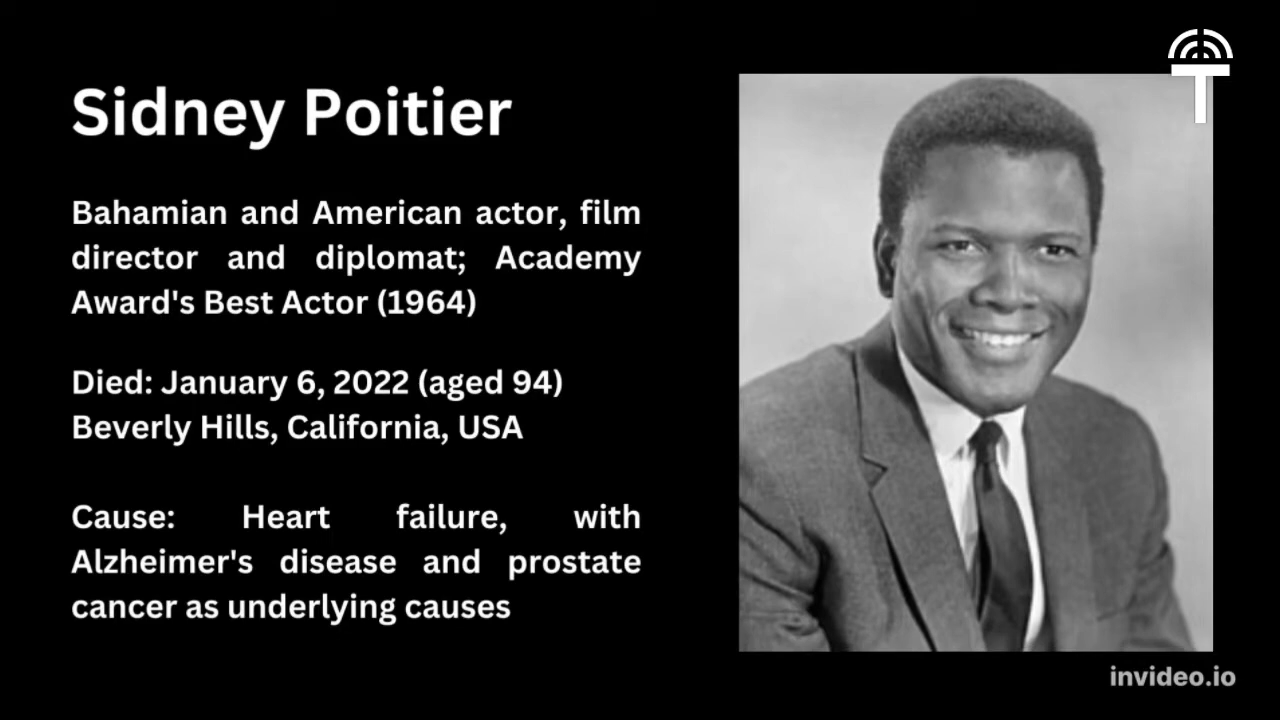 Sidney Poitier
Bahamian and American actor, film
director and diplomat; Academy
Award's Best Actor (1964)
Died: January 6, 2022 (aged 94)
Beverly Hills, California, USA
Cause: Heart failure, with
Alzheimer's disease and prostate
cancer as underlying causes
invideo.io